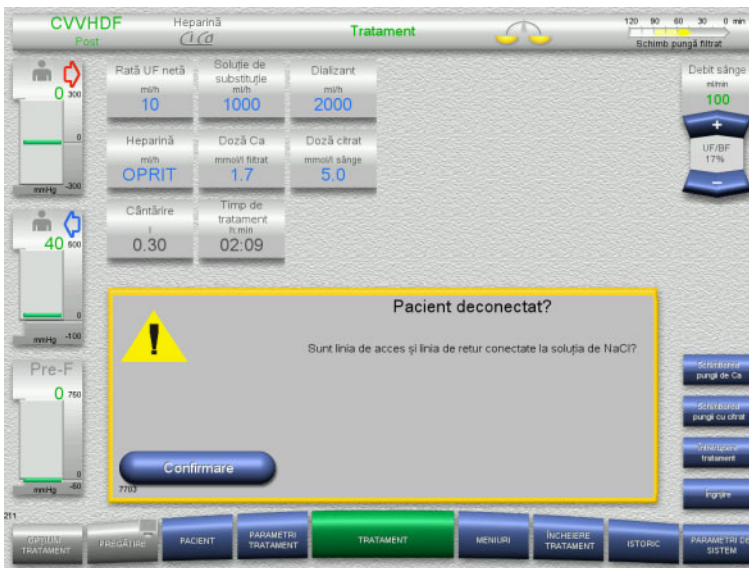 CVVHDF
Post
Heparină
Ci Ca
Tratament
120 90 60 30 0 min
Schimb pungă filtrat
0
300
0
-300
mmHg
Rată UF netă
ml/h
10
Soluție de
substituție
ml/h
1000
Dializant
ml/h
2000
Debit sânge
ml/min
100
+
UF/BF
17%
−
Heparină
ml/h
OPRIT
Doză Ca
mmol/l filtrat
1.7
Doză citrat
mmol/l sânge
5.0
Cântărire
l
0.30
Timp de
tratament
h:min
02:09
40
500
0
-100
mmHg
Pacient deconectat?
Sunt linia de acces și linia de retur conectate la soluția de NaCl?
Confirmare
7703
Pre-F
0
750
0
-50
mmHg
Schimbarea
pungii de Ca
Schimbarea
pungii cu citrat
tratament
Îngrijire
211
OPȚIUNI
TRATAMENT
PREGĂTIRE
PACIENT
PARAMETRI
TRATAMENT
TRATAMENT
MENIURI
ÎNCHEIERE
TRATAMENT
ISTORIC
PARAMETRI DE
SISTEM